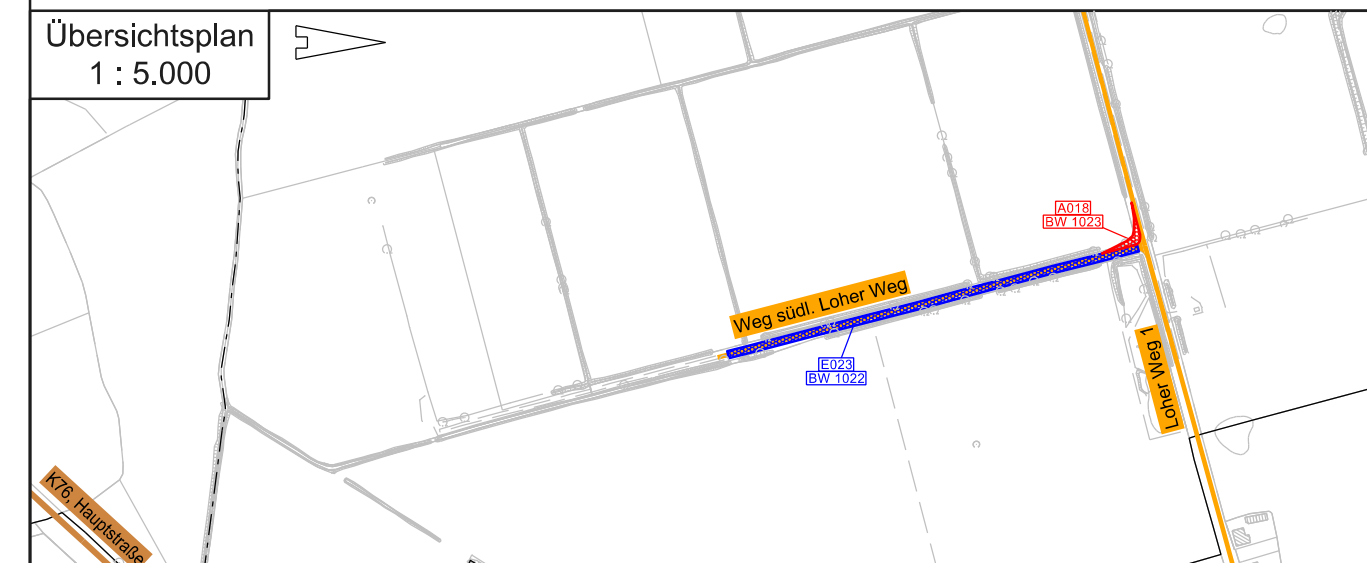 Übersichtsplan
1 : 5.000
A018
BW 1023
Weg südl. Loher Weg
E023
BW 1022
Loher Weg 1
K76, Hauptstraße